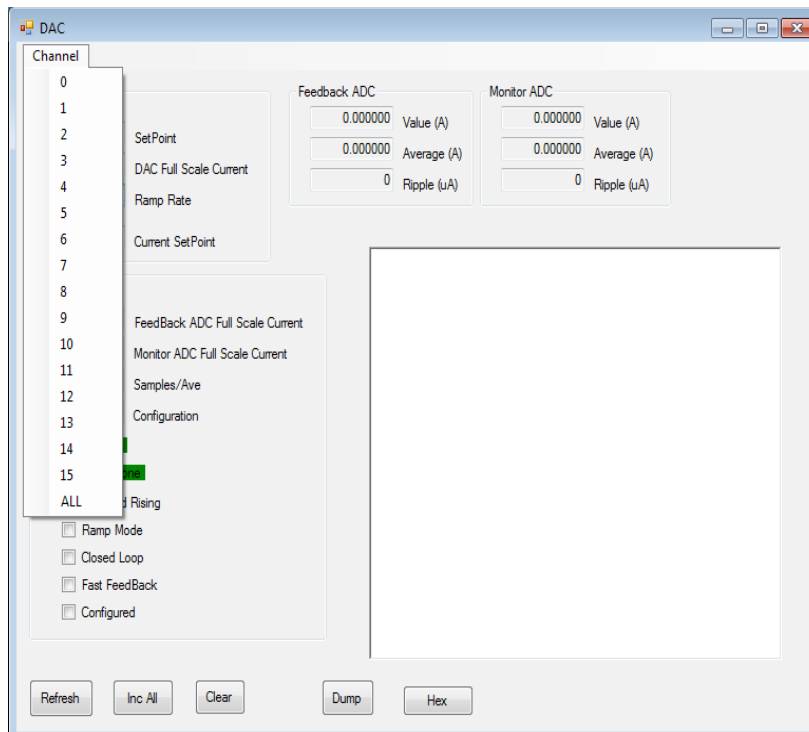 DAC
Channel
0
1
2
3
4
5
6
7
8
9
10
11
12
13
14
15
ALL
SetPoint
DAC Full Scale Current
Ramp Rate
Current SetPoint
Feedback ADC
0.000000 Value (A)
0.000000 Average (A)
0 Ripple (uA)
Monitor ADC
0.000000 Value (A)
0.000000 Average (A)
0 Ripple (uA)
FeedBack ADC Full Scale Current
Monitor ADC Full Scale Current
Samples/Ave
Configuration
Rising
Ramp Mode
Closed Loop
Fast FeedBack
Configured
Refresh
Inc All
Clear
Dump
Hex